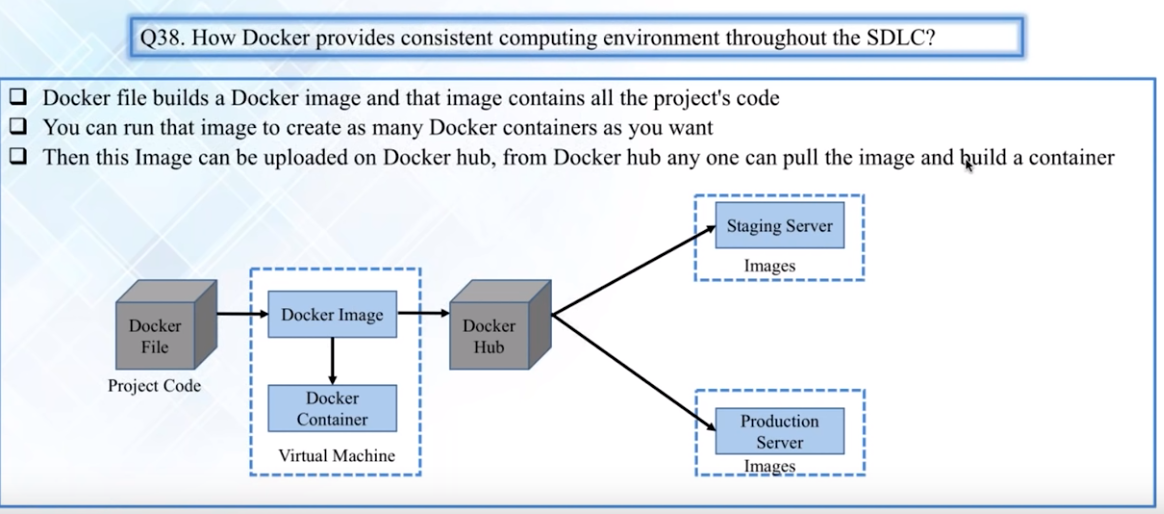 Q38. How Docker provides consistent computing environment throughout the SDLC?
Docker file builds a Docker image and that image contains all the project's code
You can run that image to create as many Docker containers as you want
Then this Image can be uploaded on Docker hub, from Docker hub any one can pull the image and build a container
Staging Server
Images
Docker
File
Project Code
Docker Image
Docker
Container
Virtual Machine
Docker
Hub
Production
Server
Images